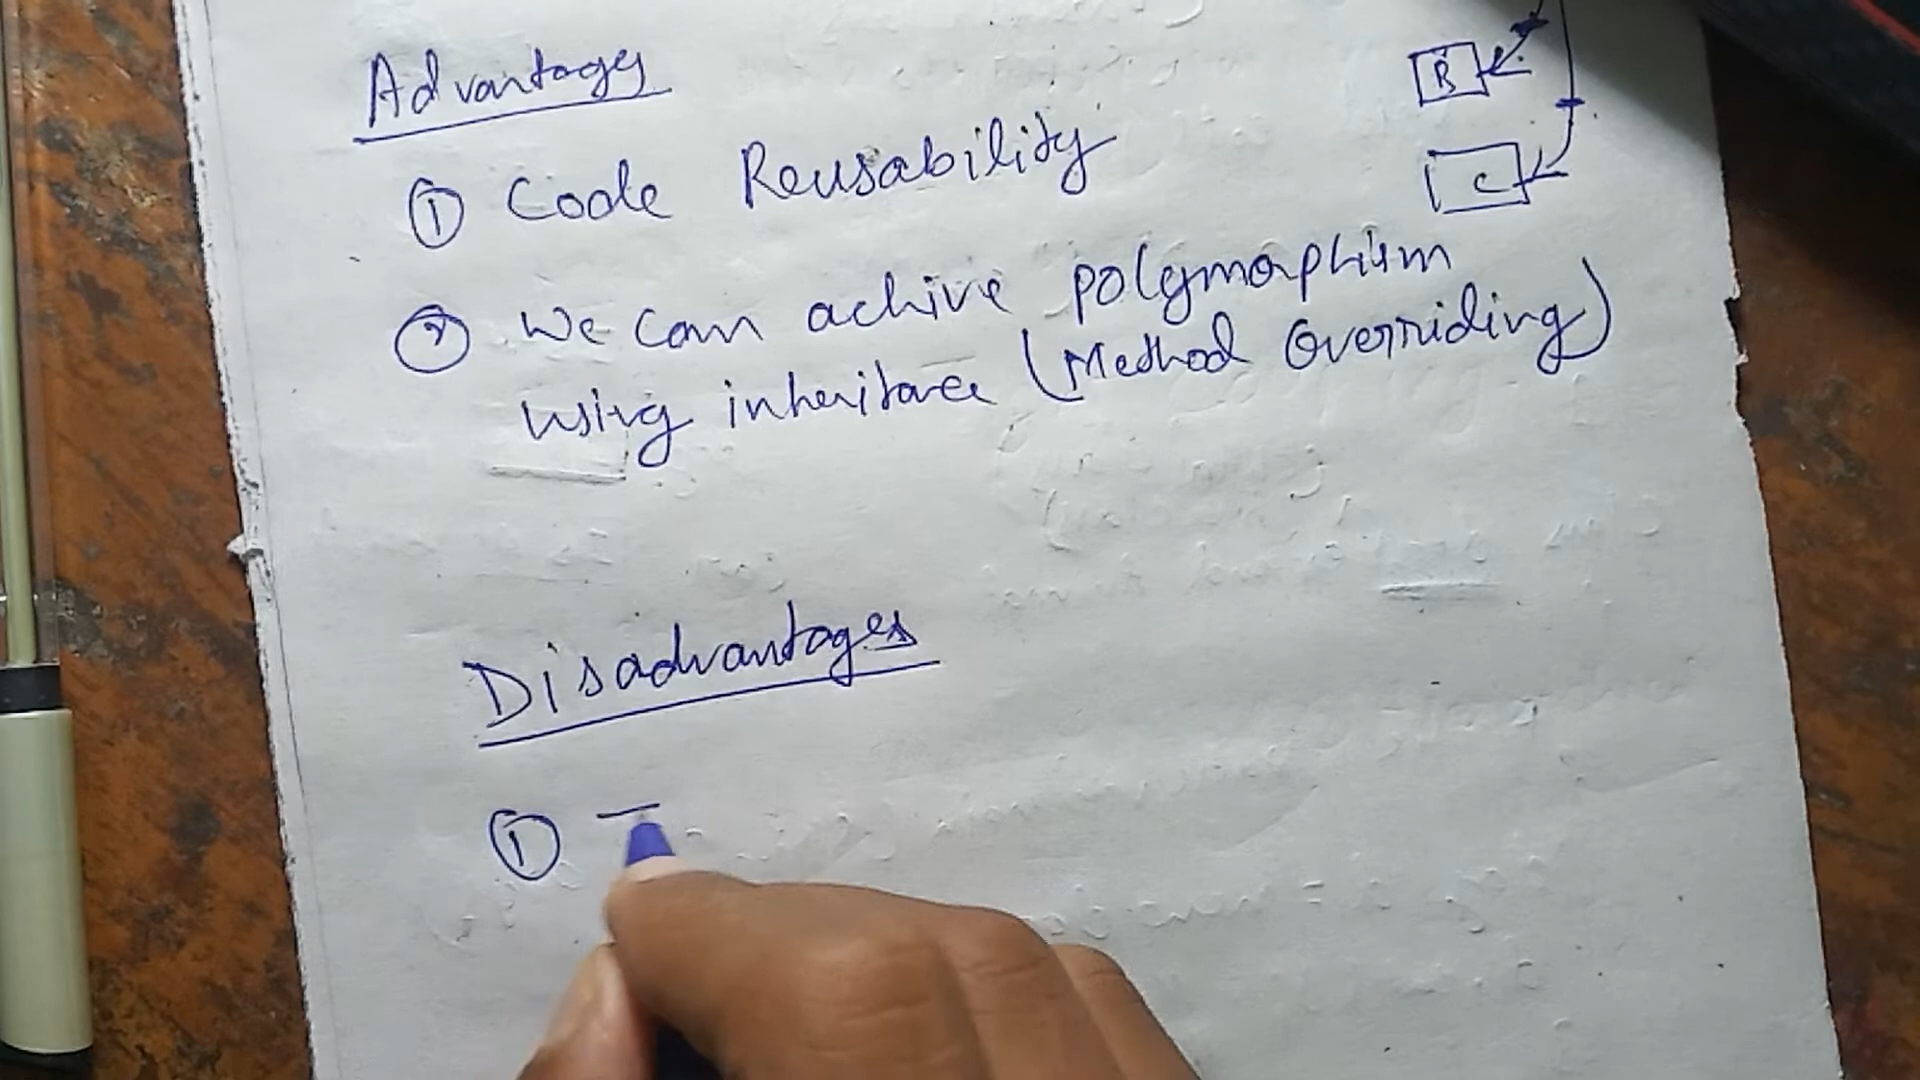 Advantages
B
① Code Reusability
C
② We can achive polymorphism
using inheritance (Method Overriding)
Disadvantages
①